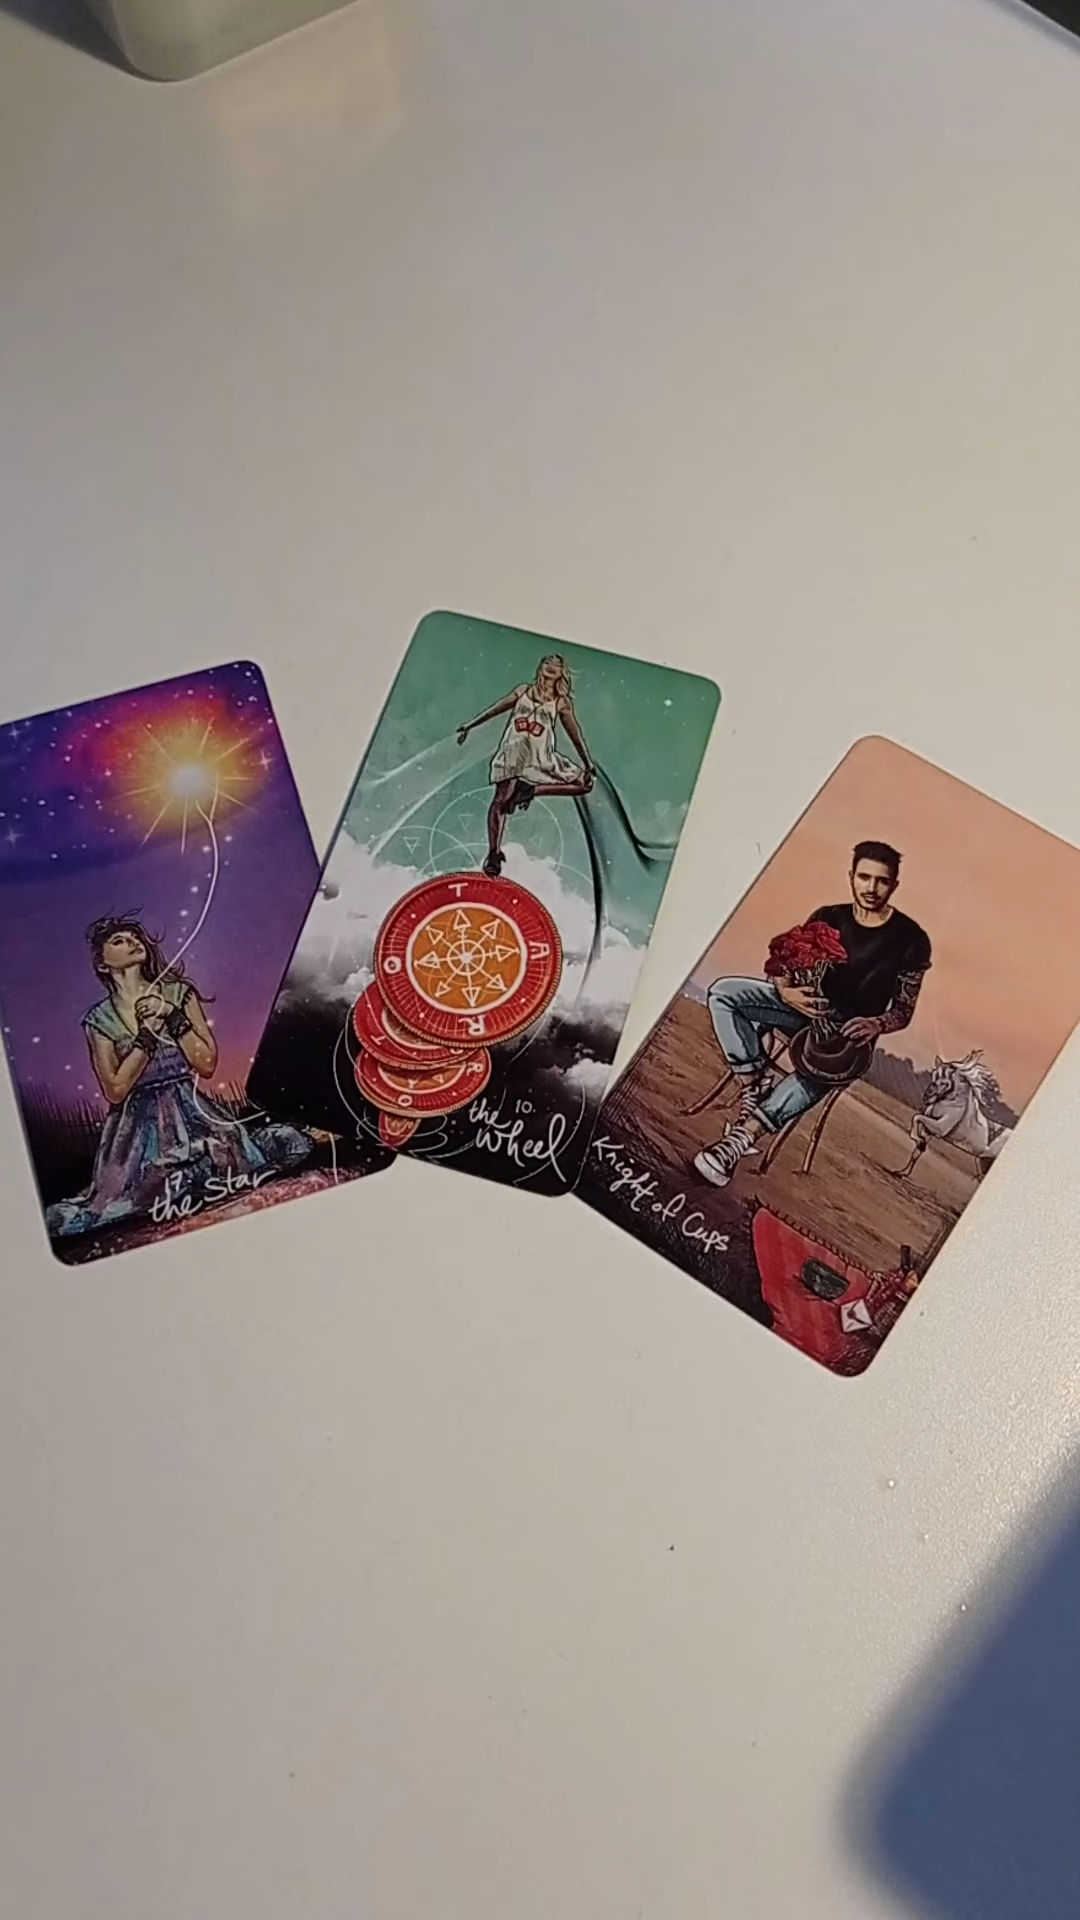 17.
the Star
T
A
R
O
T
R
O
O
10.
the
Wheel
Knight of Cups